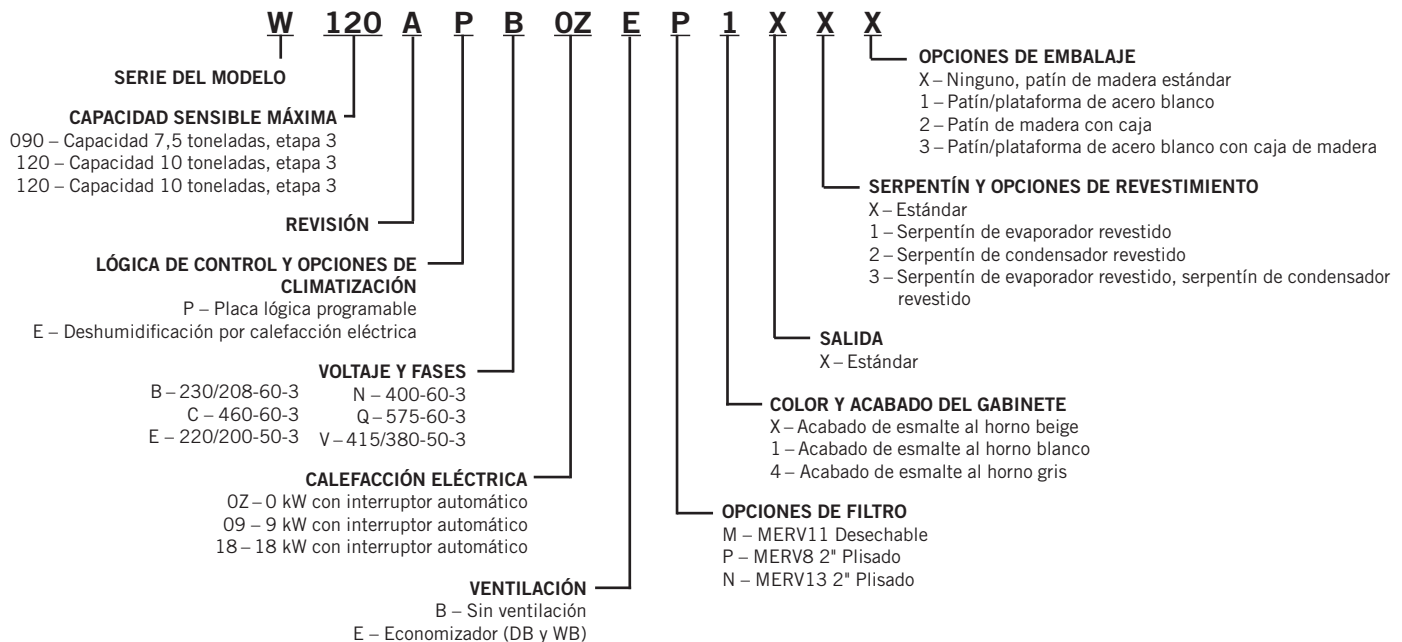 W 120 A P B 0Z E P 1 X X X
SERIE DEL MODELO
CAPACIDAD SENSIBLE MÁXIMA
090 – Capacidad 7,5 toneladas, etapa 3
120 – Capacidad 10 toneladas, etapa 3
120 – Capacidad 10 toneladas, etapa 3
REVISIÓN
LÓGICA DE CONTROL Y OPCIONES DE
CLIMATIZACIÓN
P – Placa lógica programable
E – Deshumidificación por calefacción eléctrica
VOLTAJE Y FASES
B – 230/208-60-3 N – 400-60-3
C – 460-60-3 Q – 575-60-3
E – 220/200-50-3 V – 415/380-50-3
CALEFACCIÓN ELÉCTRICA
0Z – 0 kW con interruptor automático
09 – 9 kW con interruptor automático
18 – 18 kW con interruptor automático
VENTILACIÓN
B – Sin ventilación
E – Economizador (DB y WB)
OPCIONES DE EMBALAJE
X – Ninguno, patín de madera estándar
1 – Patín/plataforma de acero blanco
2 – Patín de madera con caja
3 – Patín/plataforma de acero blanco con caja de madera
SERPENTÍN Y OPCIONES DE REVESTIMIENTO
X – Estándar
1 – Serpentín de evaporador revestido
2 – Serpentín de condensador revestido
3 – Serpentín de evaporador revestido, serpentín de condensador
revestido
SALIDA
X – Estándar
COLOR Y ACABADO DEL GABINETE
X – Acabado de esmalte al horno beige
1 – Acabado de esmalte al horno blanco
4 – Acabado de esmalte al horno gris
OPCIONES DE FILTRO
M – MERV11 Desechable
P – MERV8 2" Plisado
N – MERV13 2" Plisado